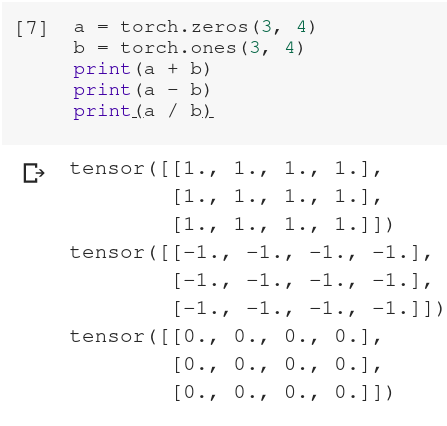 [7] a = torch.zeros(3, 4)
b = torch.ones(3, 4)
print(a + b)
print(a - b)
print(a / b)
tensor([[1., 1., 1., 1.],
[1., 1., 1., 1.],
[1., 1., 1., 1.]])
tensor([[-1., -1., -1., -1.],
[-1., -1., -1., -1.],
[-1., -1., -1., -1.]])
tensor([[0., 0., 0., 0.],
[0., 0., 0., 0.],
[0., 0., 0., 0.]])